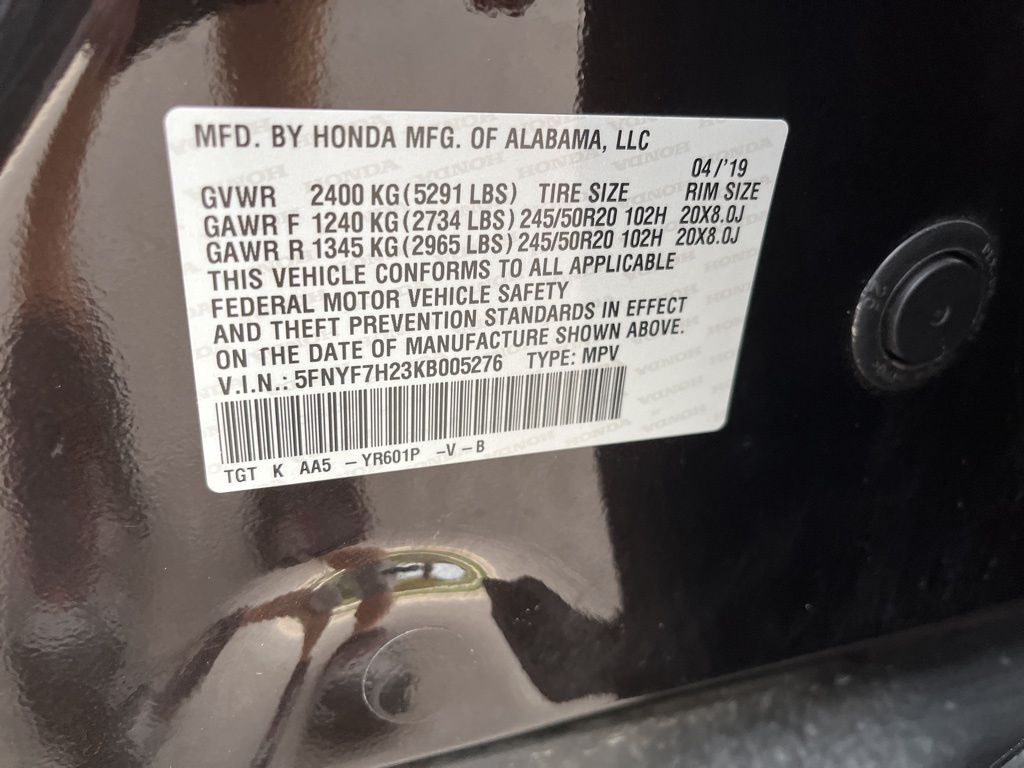 MFD. BY HONDA MFG. OF ALABAMA, LLC
04/'19
GVWR 2400 KG(5291 LBS) TIRE SIZE RIM SIZE
GAWR F 1240 KG(2734 LBS) 245/50R20 102H 20X8.0J
GAWR R 1345 KG(2965 LBS) 245/50R20 102H 20X8.0J
THIS VEHICLE CONFORMS TO ALL APPLICABLE
FEDERAL MOTOR VEHICLE SAFETY
AND THEFT PREVENTION STANDARDS IN EFFECT
ON THE DATE OF MANUFACTURE SHOWN ABOVE.
V.I.N.: 5FNYF7H23KB005276 TYPE: MPV
TGT K AA5 -YR601P -V-B